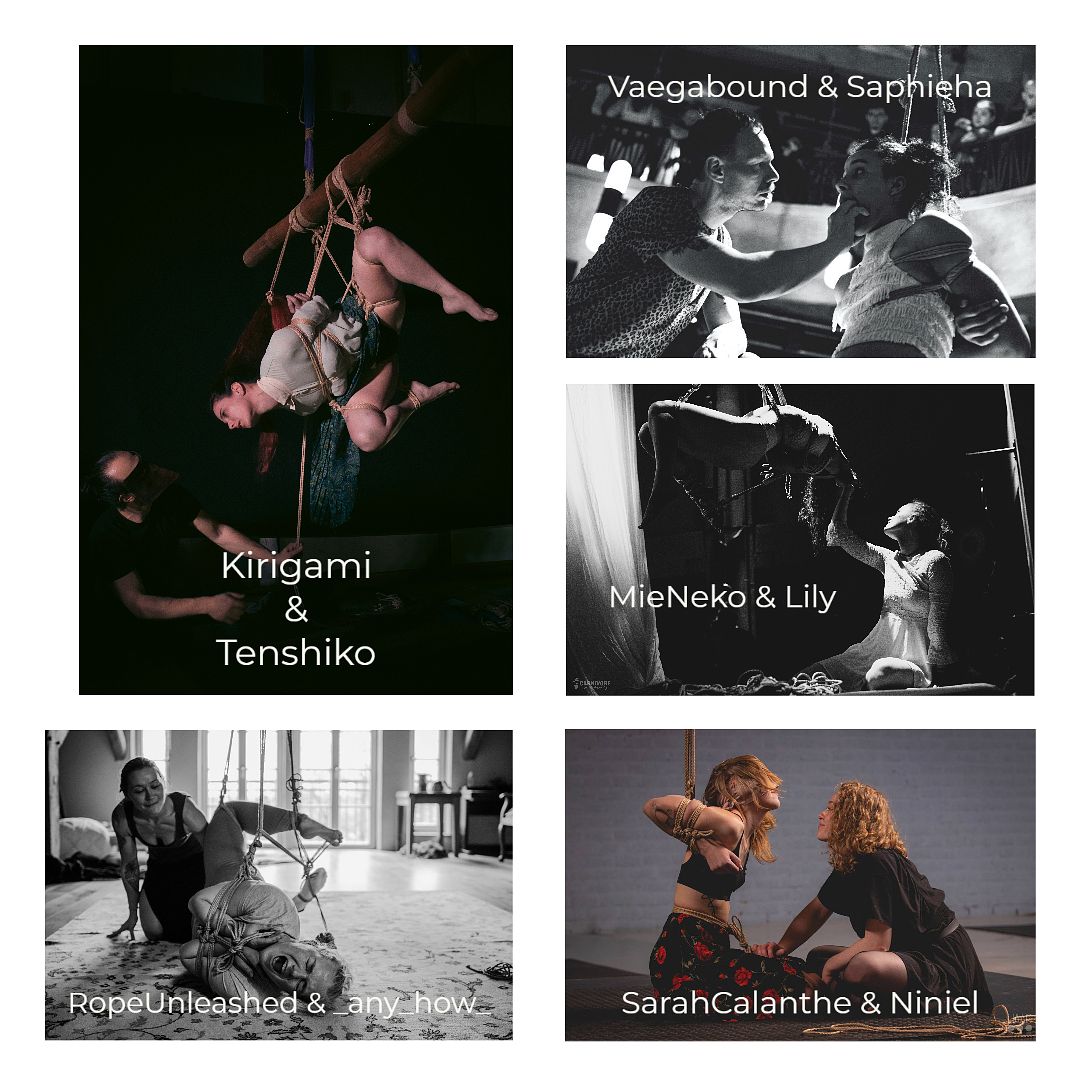 Vaegabound & Saphieha
Kirigami
&
Tenshiko
MieNeko & Lily
RopeUnleashed & _any_how_
SarahCalanthe & Niniel